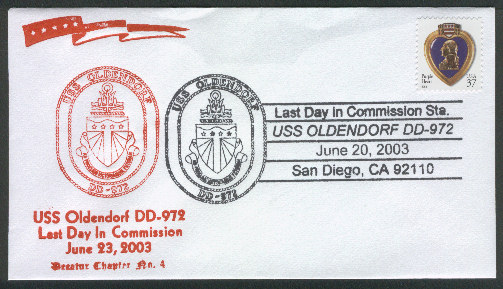 USS OLDENDORF
DD-972
USS OLDENDORF
DD-972
Purple
Heart
USA
37
Last Day in Commission Sta.
USS OLDENDORF DD-972
June 20, 2003
San Diego, CA 92110
USS Oldendorf DD-972
Last Day In Commission
June 23, 2003
Decatur Chapter No. 4